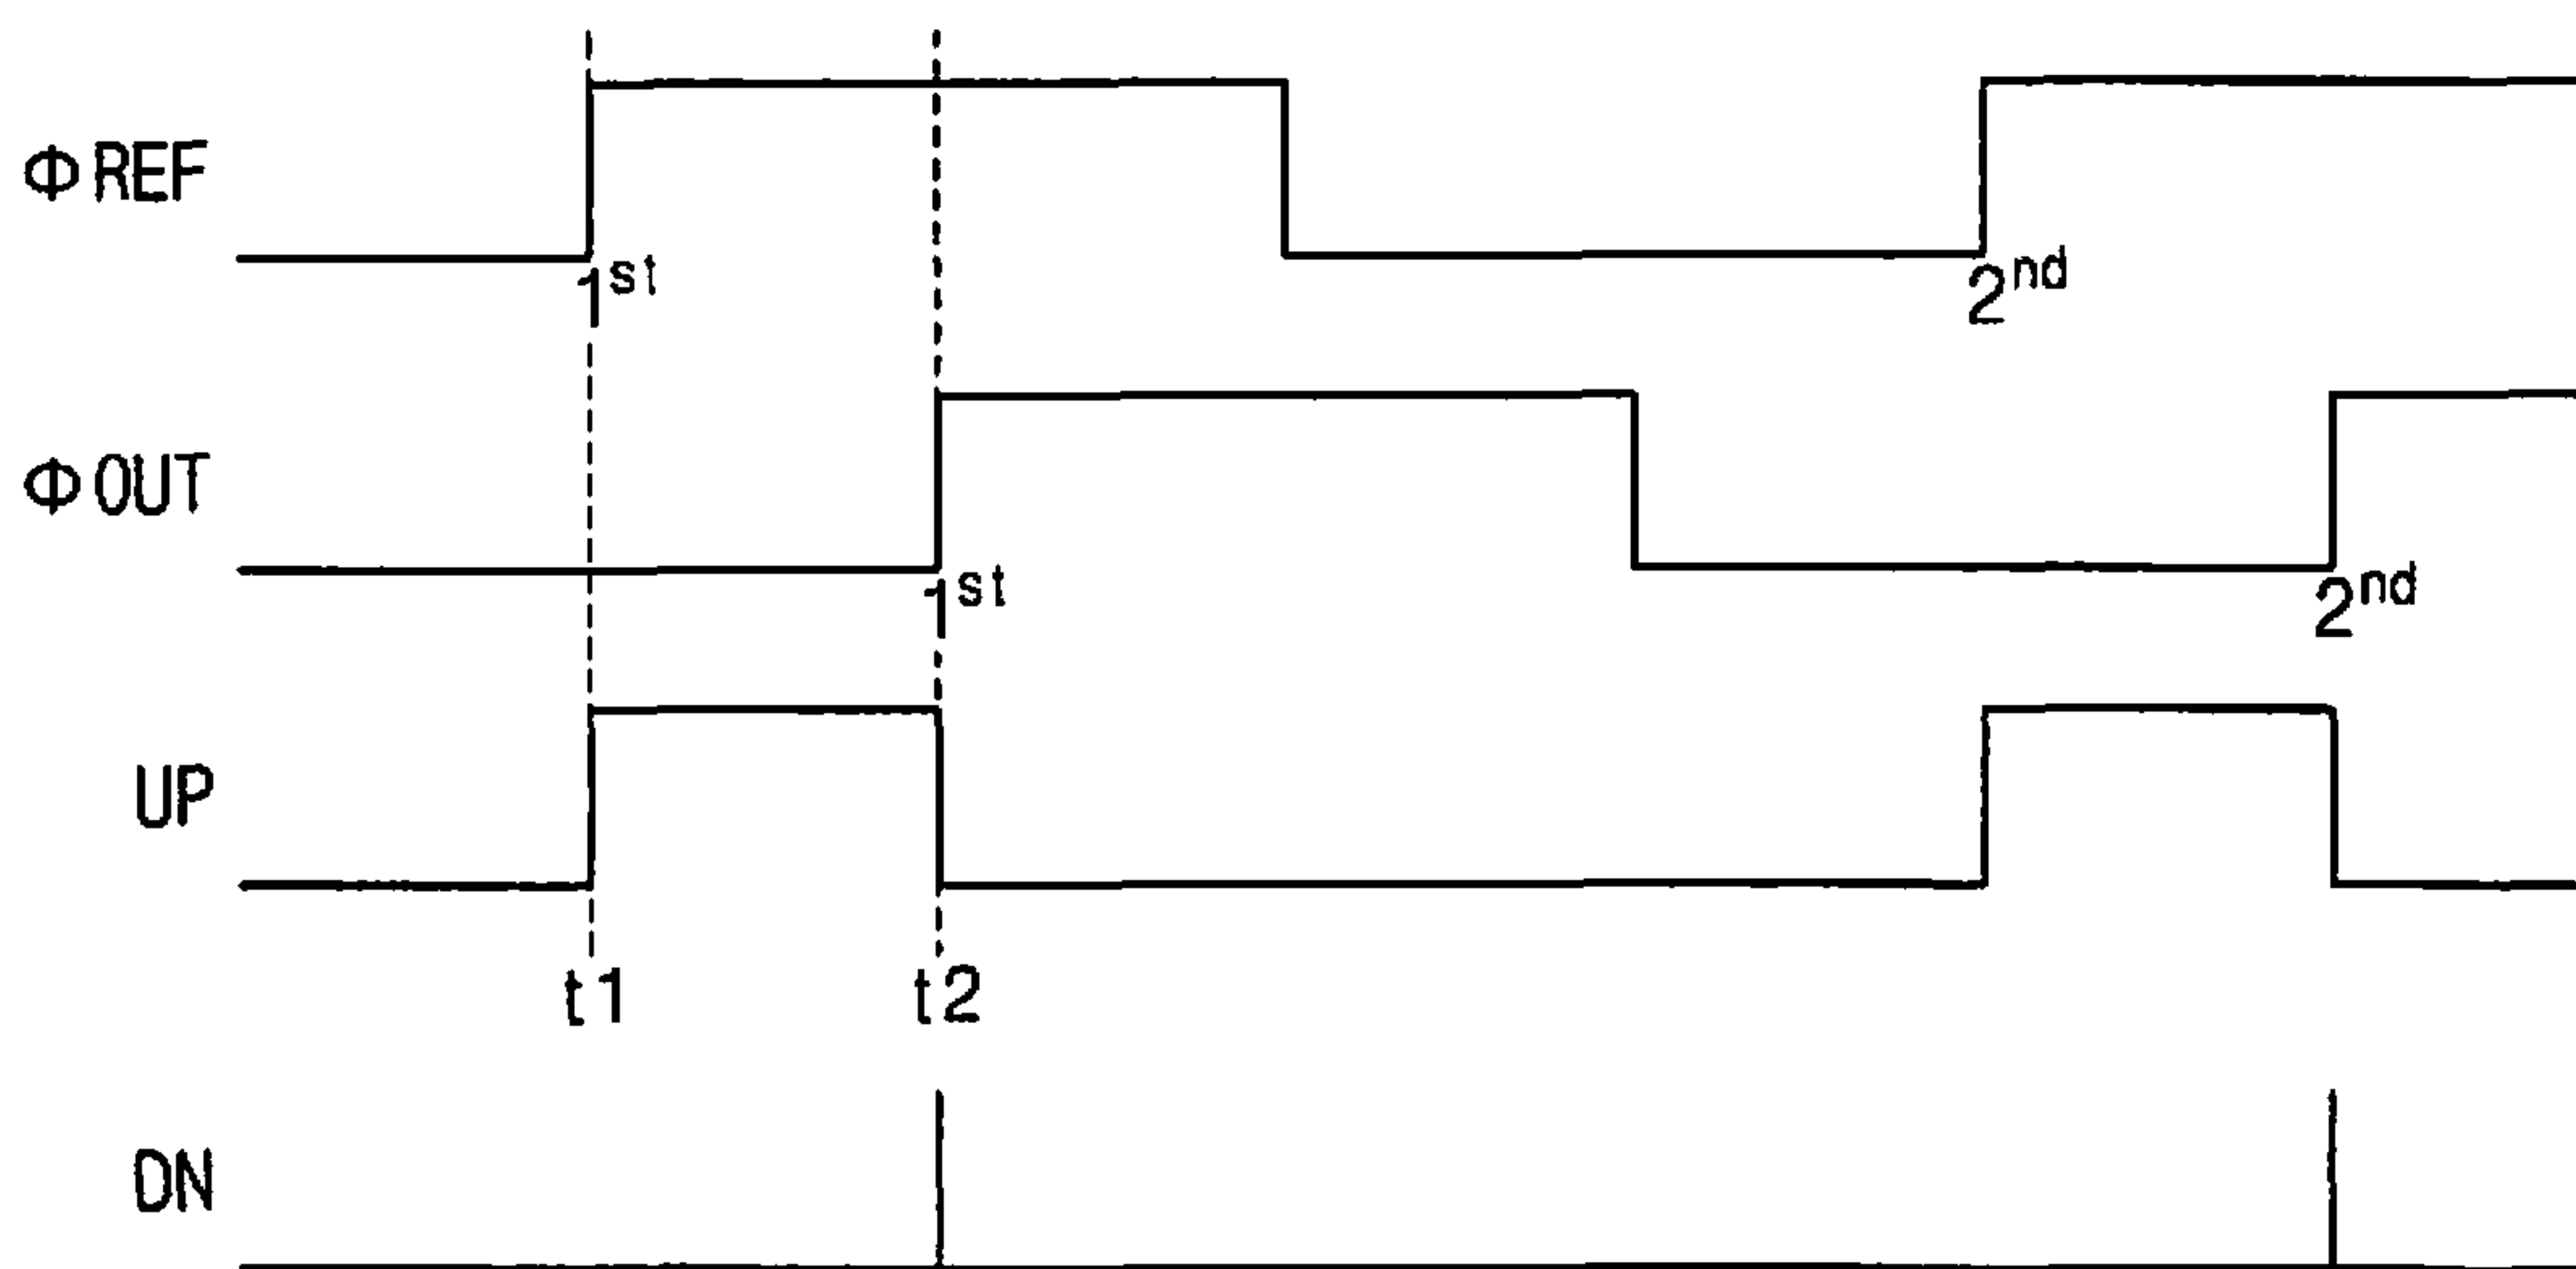 ΦREF
1st
2nd
ΦOUT
1st
2nd
UP
t1
t2
DN